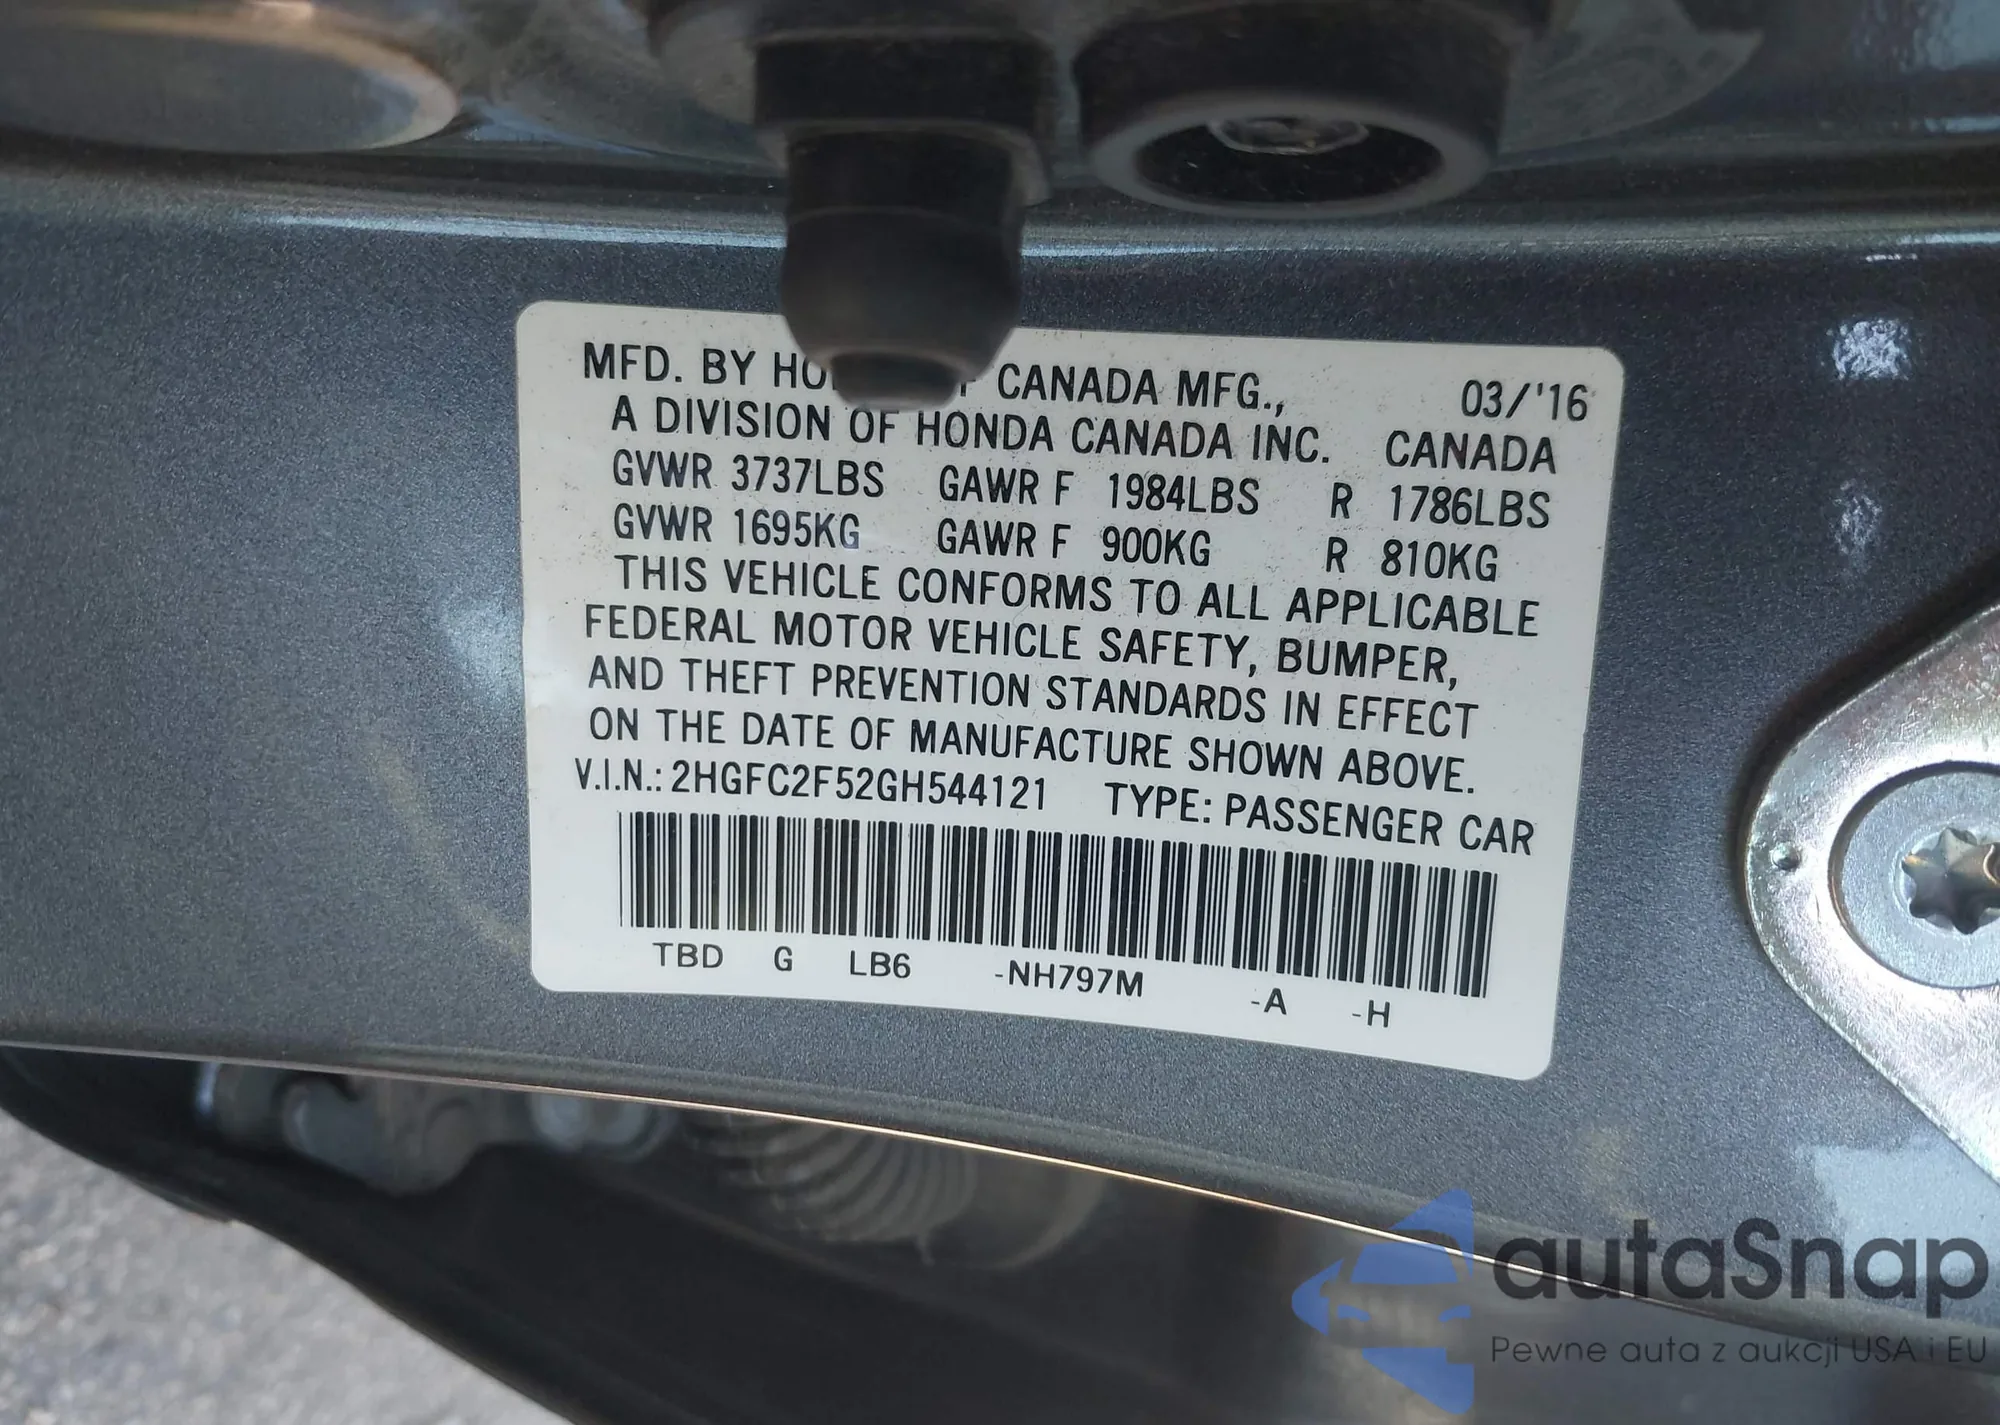 MFD. BY CANADA MFG., 03/'16
A DIVISION OF HONDA CANADA INC. CANADA
GVWR 3737LBS GAWR F 1984LBS R 1786LBS
GVWR 1695KG GAWR F 900KG R 810KG
THIS VEHICLE CONFORMS TO ALL APPLICABLE
FEDERAL MOTOR VEHICLE SAFETY, BUMPER,
AND THEFT PREVENTION STANDARDS IN EFFECT
ON THE DATE OF MANUFACTURE SHOWN ABOVE.
V.I.N.: 2HGFC2F52GH544121 TYPE: PASSENGER CAR
TBD G LB6 -NH797M -A -H
autaSnap
Pewne auta z aukcji USA i EU